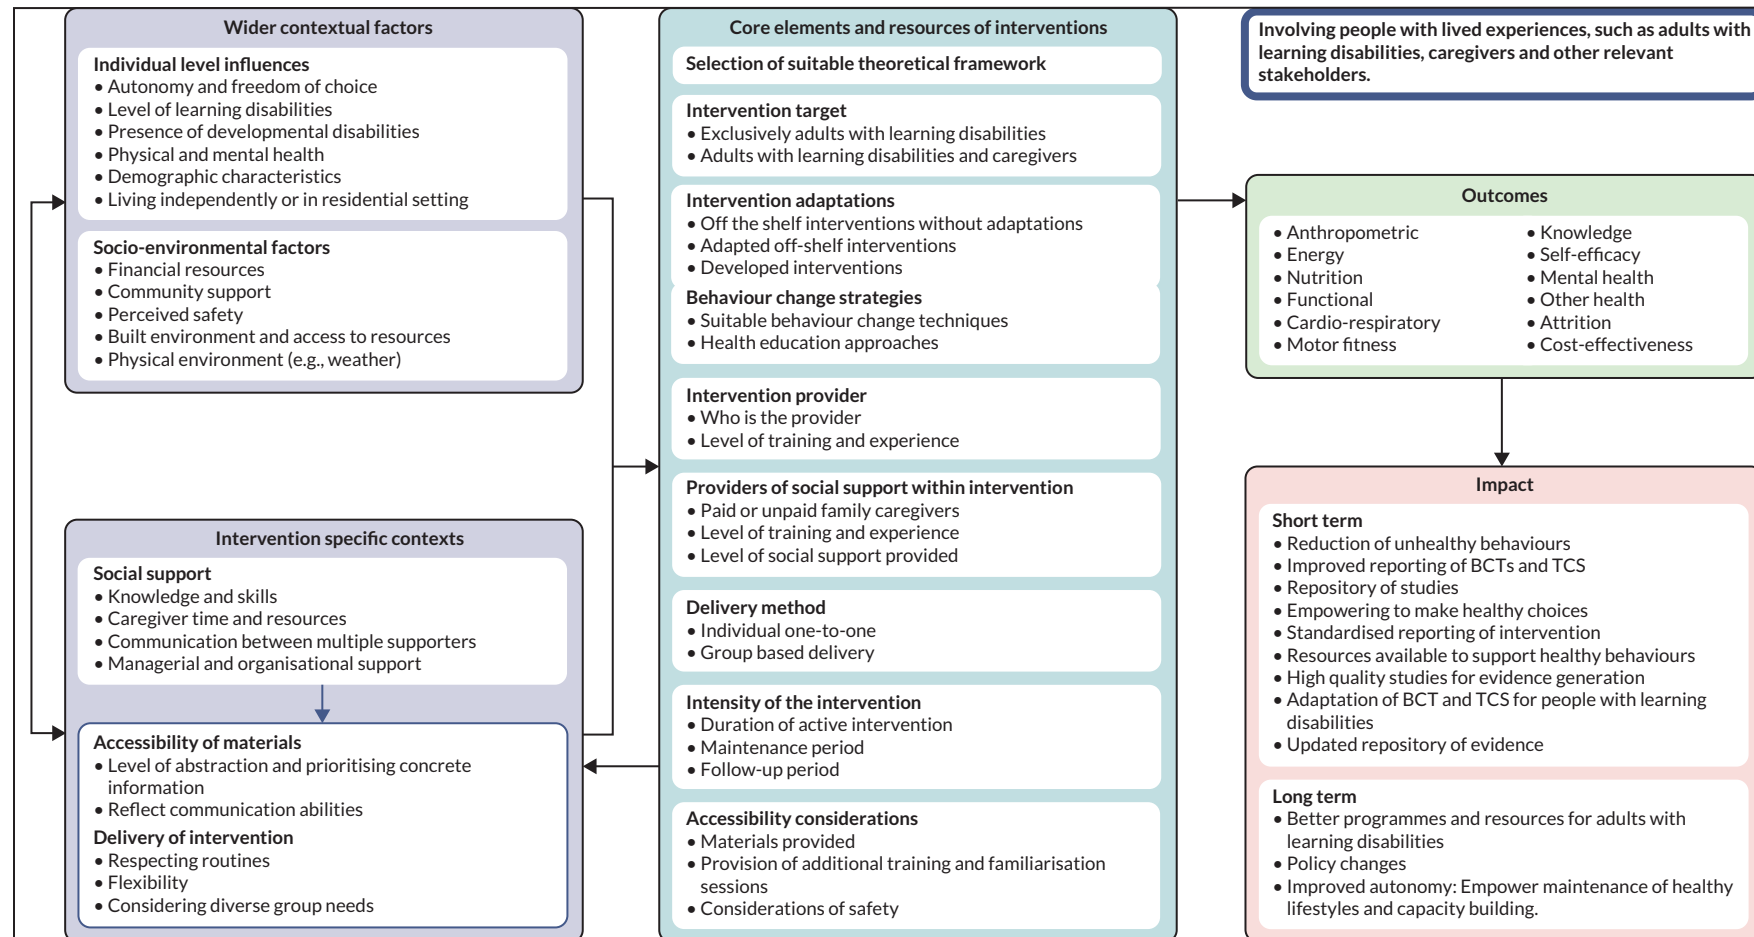 Wider contextual factors
Individual level influences
• Autonomy and freedom of choice
• Level of learning disabilities
• Presence of developmental disabilities
• Physical and mental health
• Demographic characteristics
• Living independently or in residential setting
Socio-environmental factors
• Financial resources
• Community support
• Perceived safety
• Built environment and access to resources
• Physical environment (e.g., weather)
Intervention specific contexts
Social support
• Knowledge and skills
• Caregiver time and resources
• Communication between multiple supporters
• Managerial and organisational support
Accessibility of materials
• Level of abstraction and prioritising concrete
information
• Reflect communication abilities
Delivery of intervention
• Respecting routines
• Flexibility
• Considering diverse group needs
Core elements and resources of interventions
Selection of suitable theoretical framework
Intervention target
• Exclusively adults with learning disabilities
• Adults with learning disabilities and caregivers
Intervention adaptations
• Off the shelf interventions without adaptations
• Adapted off-shelf interventions
• Developed interventions
Behaviour change strategies
• Suitable behaviour change techniques
• Health education approaches
Intervention provider
• Who is the provider
• Level of training and experience
Providers of social support within intervention
• Paid or unpaid family caregivers
• Level of training and experience
• Level of social support provided
Delivery method
• Individual one-to-one
• Group based delivery
Intensity of the intervention
• Duration of active intervention
• Maintenance period
• Follow-up period
Accessibility considerations
• Materials provided
• Provision of additional training and familiarisation
sessions
• Considerations of safety
Involving people with lived experiences, such as adults with
learning disabilities, caregivers and other relevant
stakeholders.
Outcomes
• Anthropometric
• Energy
• Nutrition
• Functional
• Cardio-respiratory
• Motor fitness
• Knowledge
• Self-efficacy
• Mental health
• Other health
• Attrition
• Cost-effectiveness
Impact
Short term
• Reduction of unhealthy behaviours
• Improved reporting of BCTs and TCS
• Repository of studies
• Empowering to make healthy choices
• Standardised reporting of intervention
• Resources available to support healthy behaviours
• High quality studies for evidence generation
• Adaptation of BCT and TCS for people with learning
disabilities
• Updated repository of evidence
Long term
• Better programmes and resources for adults with
learning disabilities
• Policy changes
• Improved autonomy: Empower maintenance of healthy
lifestyles and capacity building.